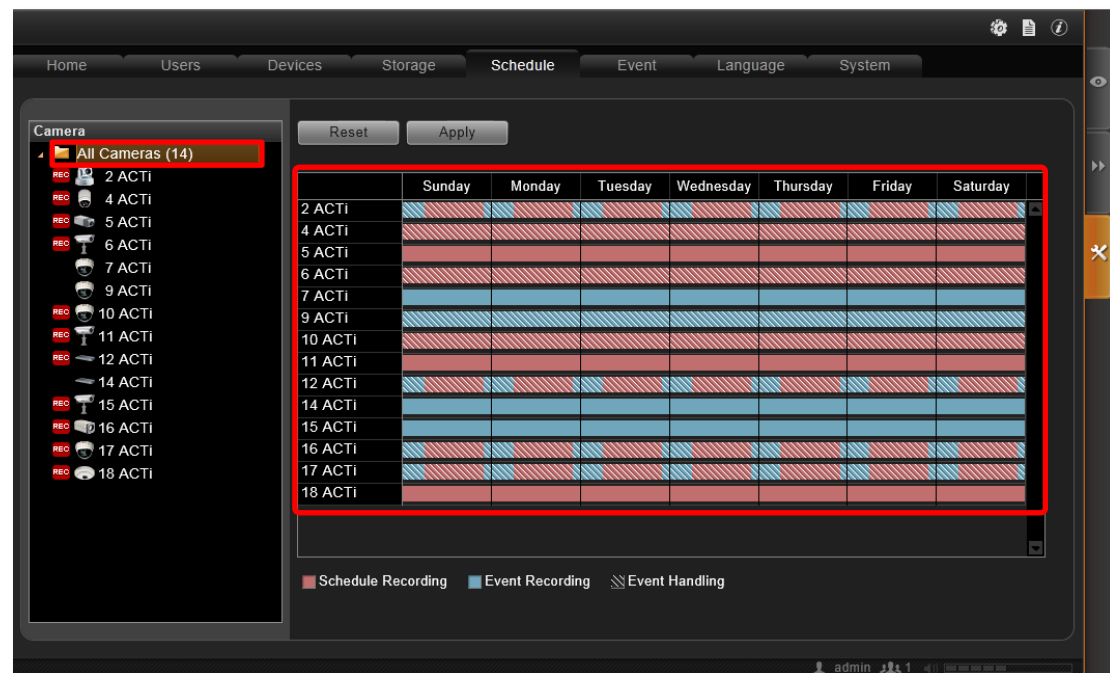 Home Users Devices Storage Schedule Event Language System
Camera
All Cameras (14)
REC 2 ACTi
REC 4 ACTi
REC 5 ACTi
REC 6 ACTi
7 ACTi
9 ACTi
REC 10 ACTi
REC 11 ACTi
REC 12 ACTi
14 ACTi
REC 15 ACTi
REC 16 ACTi
REC 17 ACTi
REC 18 ACTi
Reset Apply
Sunday Monday Tuesday Wednesday Thursday Friday Saturday
2 ACTi
4 ACTi
5 ACTi
6 ACTi
7 ACTi
9 ACTi
10 ACTi
11 ACTi
12 ACTi
14 ACTi
15 ACTi
16 ACTi
17 ACTi
18 ACTi
Schedule Recording Event Recording Event Handling
admin 1